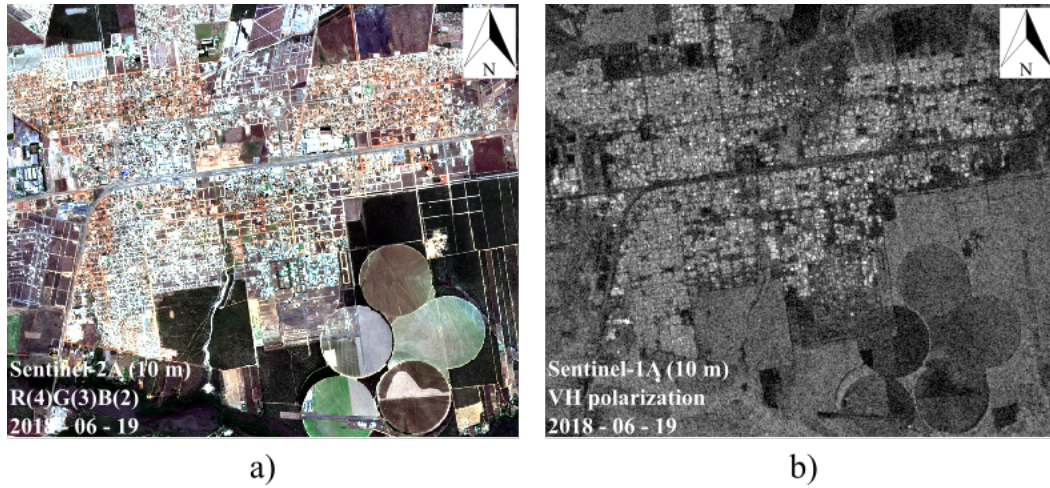 N
N
Sentinel-2A (10 m)
R(4)G(3)B(2)
2018 - 06 - 19
Sentinel-1A (10 m)
VH polarization
2018 - 06 - 19
a)
b)